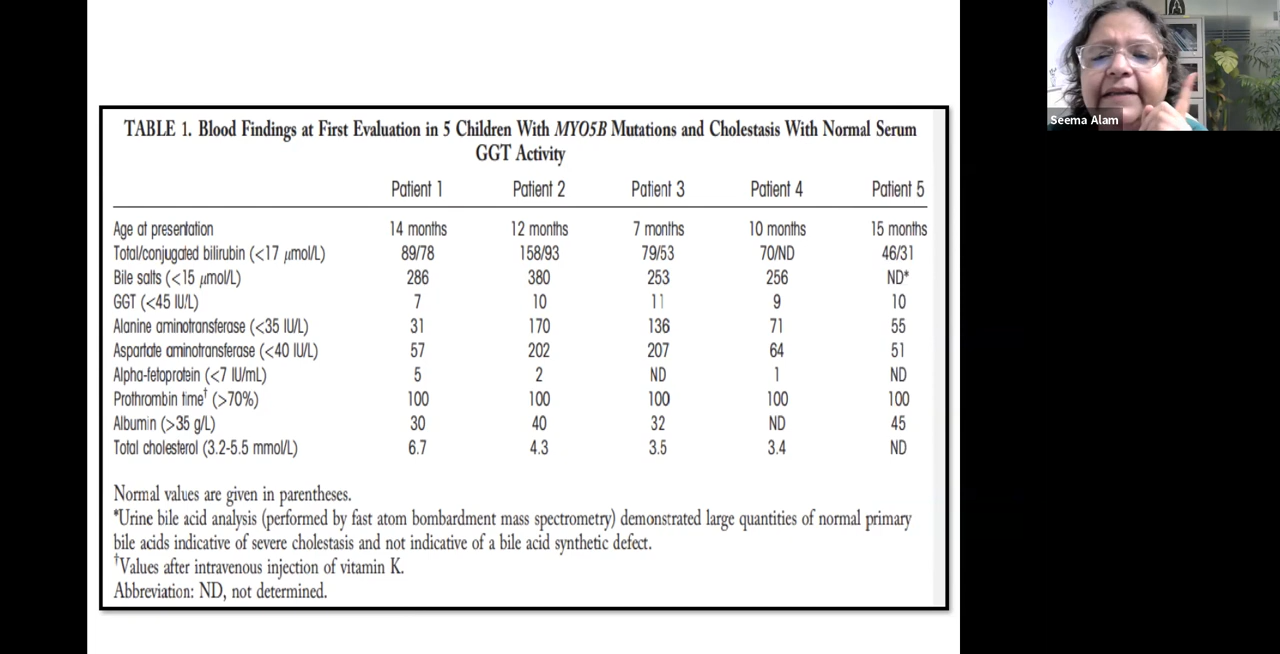 Seema Alam
TABLE 1. Blood Findings at First Evaluation in 5 Children With MYO5B Mutations and Cholestasis With Normal Serum
GGT Activity
Patient 1 Patient 2 Patient 3 Patient 4 Patient 5
Age at presentation 14 months 12 months 7 months 10 months 15 months
Total/conjugated bilirubin (<17 μmol/L) 89/78 158/93 79/53 70/ND 46/31
Bile salts (<15 μmol/L) 286 380 253 256 ND*
GGT (<45 IU/L) 7 10 11 9 10
Alanine aminotransferase (<35 IU/L) 31 170 136 71 55
Aspartate aminotransferase (<40 IU/L) 57 202 207 64 51
Alpha-fetoprotein (<7 IU/mL) 5 2 ND 1 ND
Prothrombin time† (>70%) 100 100 100 100 100
Albumin (>35 g/L) 30 40 32 ND 45
Total cholesterol (3.2-5.5 mmol/L) 6.7 4.3 3.5 3.4 ND
Normal values are given in parentheses.
*Urine bile acid analysis (performed by fast atom bombardment mass spectrometry) demonstrated large quantities of normal primary
bile acids indicative of severe cholestasis and not indicative of a bile acid synthetic defect.
†Values after intravenous injection of vitamin K.
Abbreviation: ND, not determined.